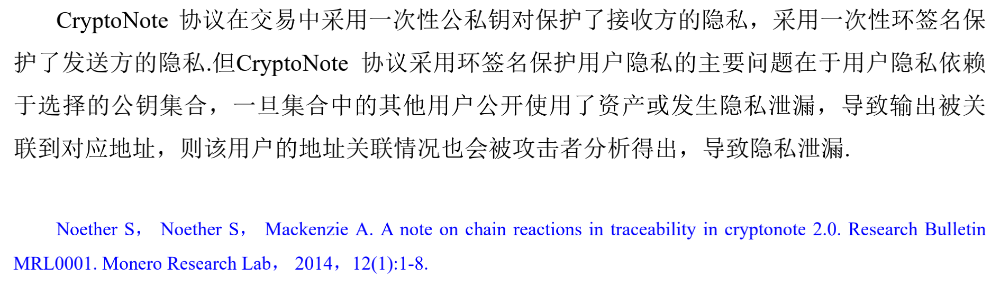 CryptoNote 协议在交易中采用一次性公私钥对保护了接收方的隐私，采用一次性环签名保
护了发送方的隐私.但CryptoNote 协议采用环签名保护用户隐私的主要问题在于用户隐私依赖
于选择的公钥集合，一旦集合中的其他用户公开使用了资产或发生隐私泄漏，导致输出被关
联到对应地址，则该用户的地址关联情况也会被攻击者分析得出，导致隐私泄漏.
Noether S， Noether S， Mackenzie A. A note on chain reactions in traceability in cryptonote 2.0. Research Bulletin
MRL0001. Monero Research Lab， 2014，12(1):1-8.